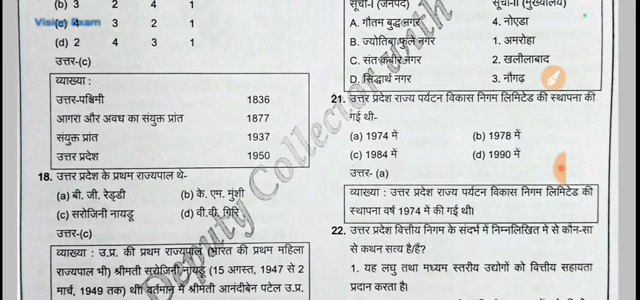 (b) 3 2 4 1
Vision Exam
(c) 4 3 2 1
(d) 2 4 3 1
उत्तर-(c)
व्याख्या :
उत्तर-पश्चिमी 1836
आगरा और अवध का संयुक्त प्रांत 1877
संयुक्त प्रांत 1937
उत्तर प्रदेश 1950
18. उत्तर प्रदेश के प्रथम राज्यपाल थे-
(a) बी. जी. रेड्डी (b) के. एम. मुंशी
(c) सरोजिनी नायडू (d) वी.वी. गिरि
उत्तर-(c)
व्याख्या : उ.प्र. की प्रथम राज्यपाल (भारत की प्रथम महिला
राज्यपाल भी) श्रीमती सरोजिनी नायडू (15 अगस्त, 1947 से 2
मार्च, 1949 तक) थीं वर्तमान में श्रीमती आनंदीबेन पटेल उ.प्र.
सूची-I (जनपद) सूची-II (मुख्यालय)
A. गौतम बुद्ध नगर 4. नोएडा
B. ज्योतिबा फुले नगर 1. अमरोहा
C. संत कबीर नगर 2. खलीलाबाद
D. सिद्धार्थ नगर 3. नौगढ़
21. उत्तर प्रदेश राज्य पर्यटन विकास निगम लिमिटेड की स्थापना की
गई थी-
(a) 1974 में (b) 1978 में
(c) 1984 में (d) 1990 में
उत्तर- (a)
व्याख्या : उत्तर प्रदेश राज्य पर्यटन विकास निगम लिमिटेड की
स्थापना वर्ष 1974 में की गई थी।
22. उत्तर प्रदेश वित्तीय निगम के संदर्भ में निम्नलिखित में से कौन-सा
से कथन सत्य है/हैं?
1. यह लघु तथा मध्यम स्तरीय उद्योगों को वित्तीय सहायता
प्रदान करता है।
Deputy Collector with